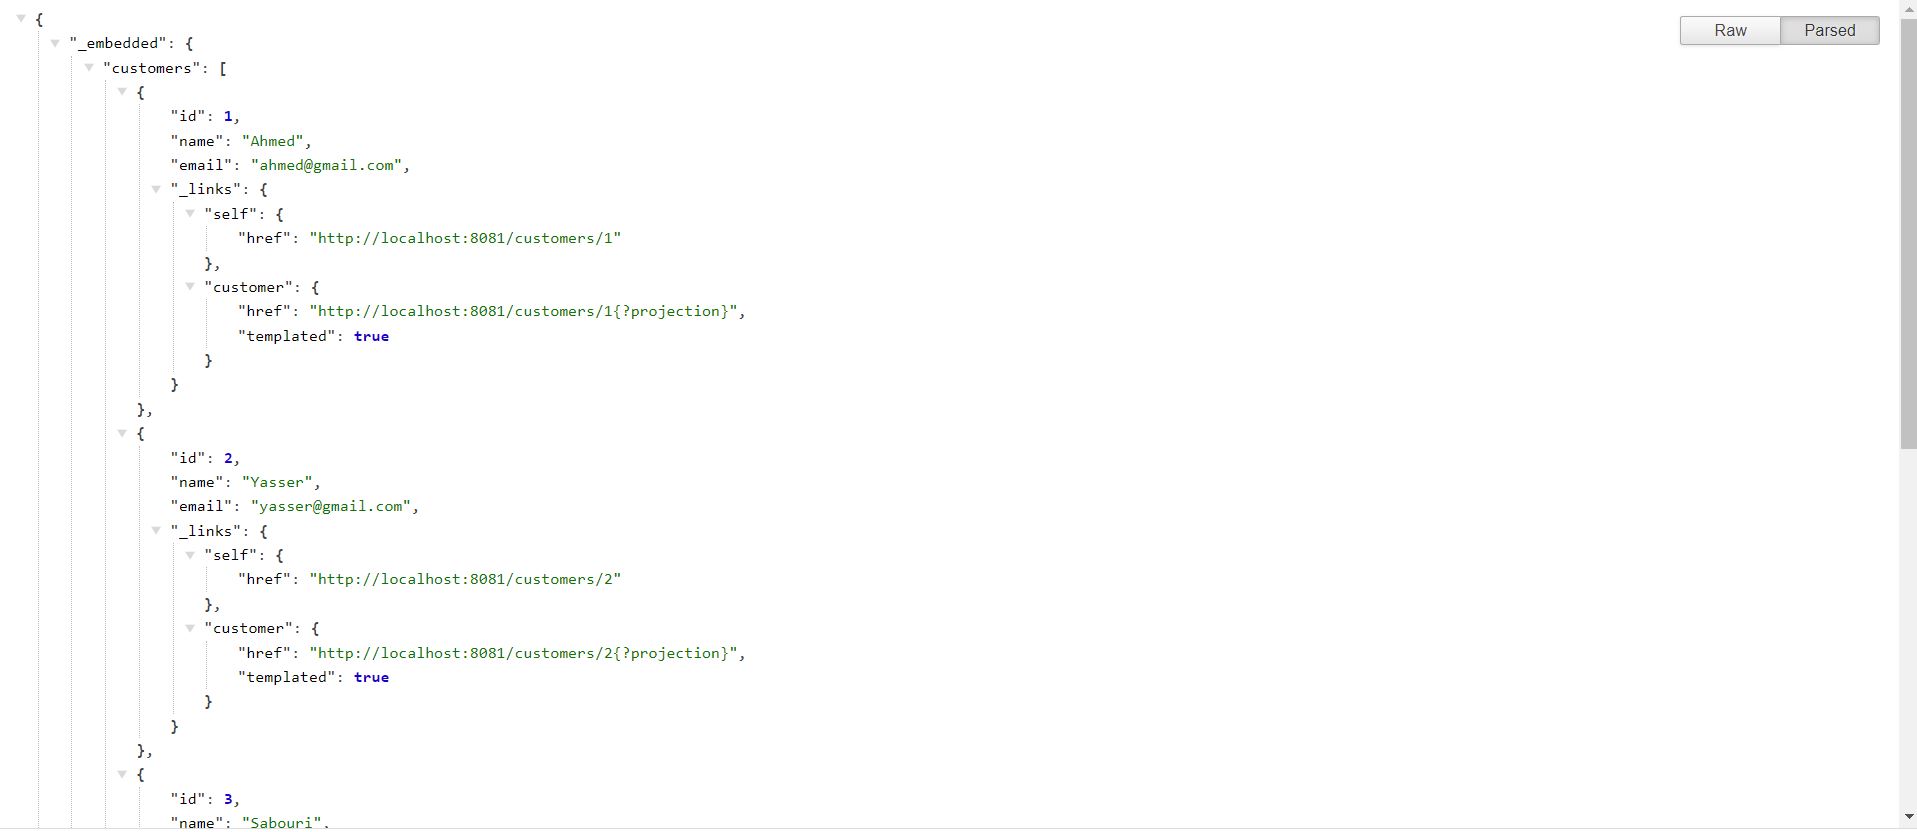 {
"_embedded": {
Raw Parsed
"customers": [
{
"id": 1,
"name": "Ahmed",
"email": "ahmed@gmail.com",
"_links": {
"self": {
"href": "http://localhost:8081/customers/1"
},
"customer": {
"href": "http://localhost:8081/customers/1{?projection}",
"templated": true
}
}
},
{
"id": 2,
"name": "Yasser",
"email": "yasser@gmail.com",
"_links": {
"self": {
"href": "http://localhost:8081/customers/2"
},
"customer": {
"href": "http://localhost:8081/customers/2{?projection}",
"templated": true
}
}
},
{
"id": 3,
"name": "Sabouri",